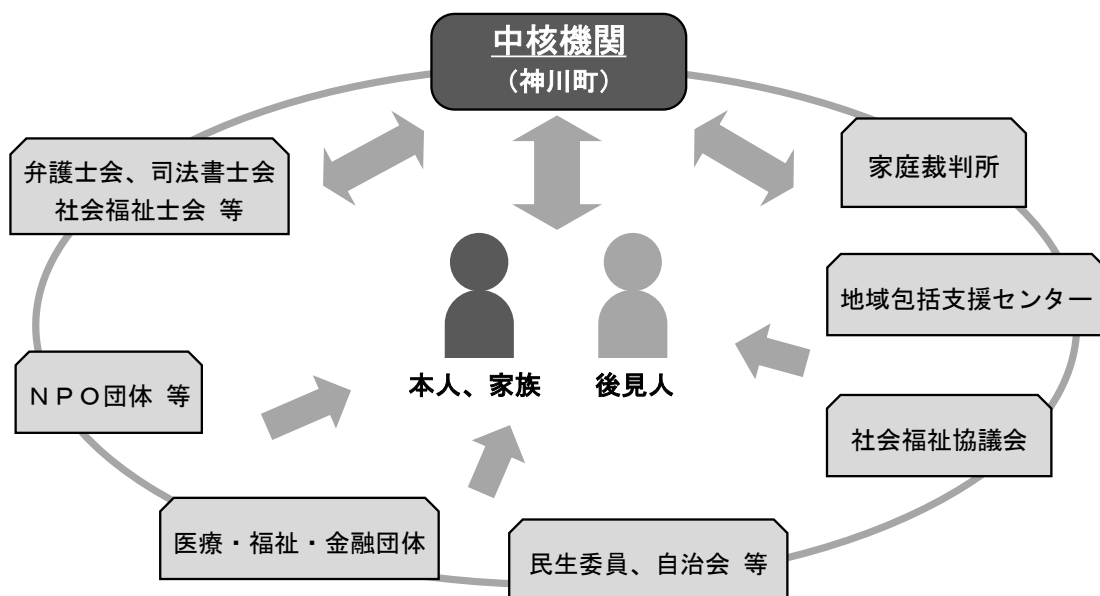 中核機関
（神川町）
弁護士会、司法書士会
社会福祉士会 等
家庭裁判所
地域包括支援センター
本人、家族
後見人
ＮＰＯ団体 等
社会福祉協議会
医療・福祉・金融団体
民生委員、自治会 等